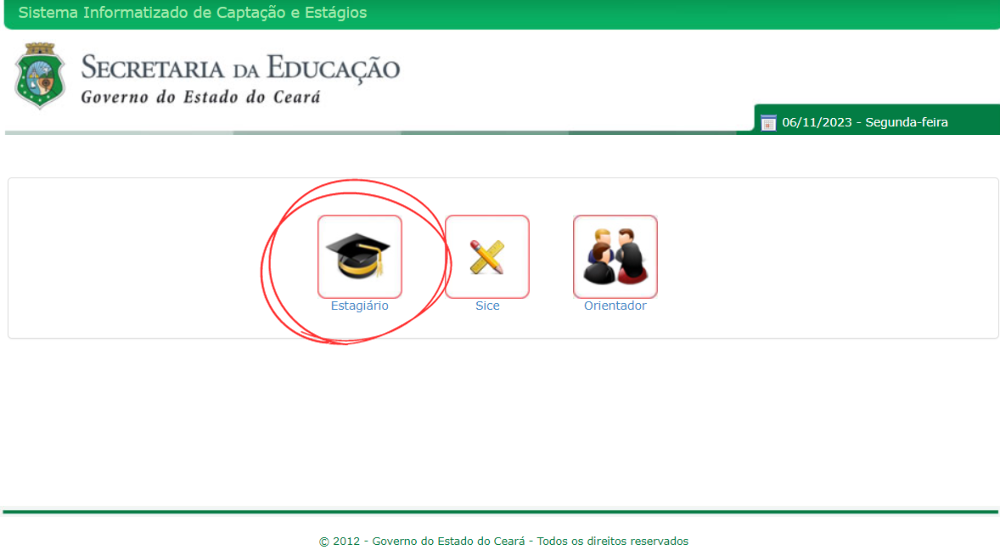 Sistema Informatizado de Captação e Estágios
SECRETARIA DA EDUCAÇÃO
Governo do Estado do Ceará
06/11/2023 - Segunda-feira
Estagiário
Sice
Orientador
© 2012 - Governo do Estado do Ceará - Todos os direitos reservados